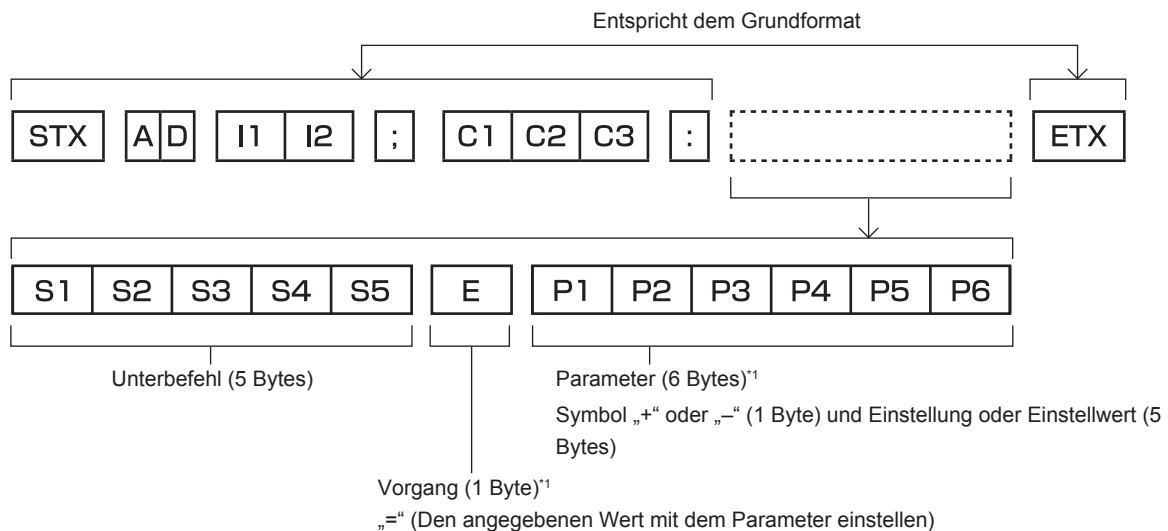 Entspricht dem Grundformat
STX A D I1 I2 ; C1 C2 C3 : ETX
S1 S2 S3 S4 S5 E P1 P2 P3 P4 P5 P6
Unterbefehl (5 Bytes)
Parameter (6 Bytes)*1
Symbol „+“ oder „–“ (1 Byte) und Einstellung oder Einstellwert (5
Bytes)
Vorgang (1 Byte)*1
„=“ (Den angegebenen Wert mit dem Parameter einstellen)